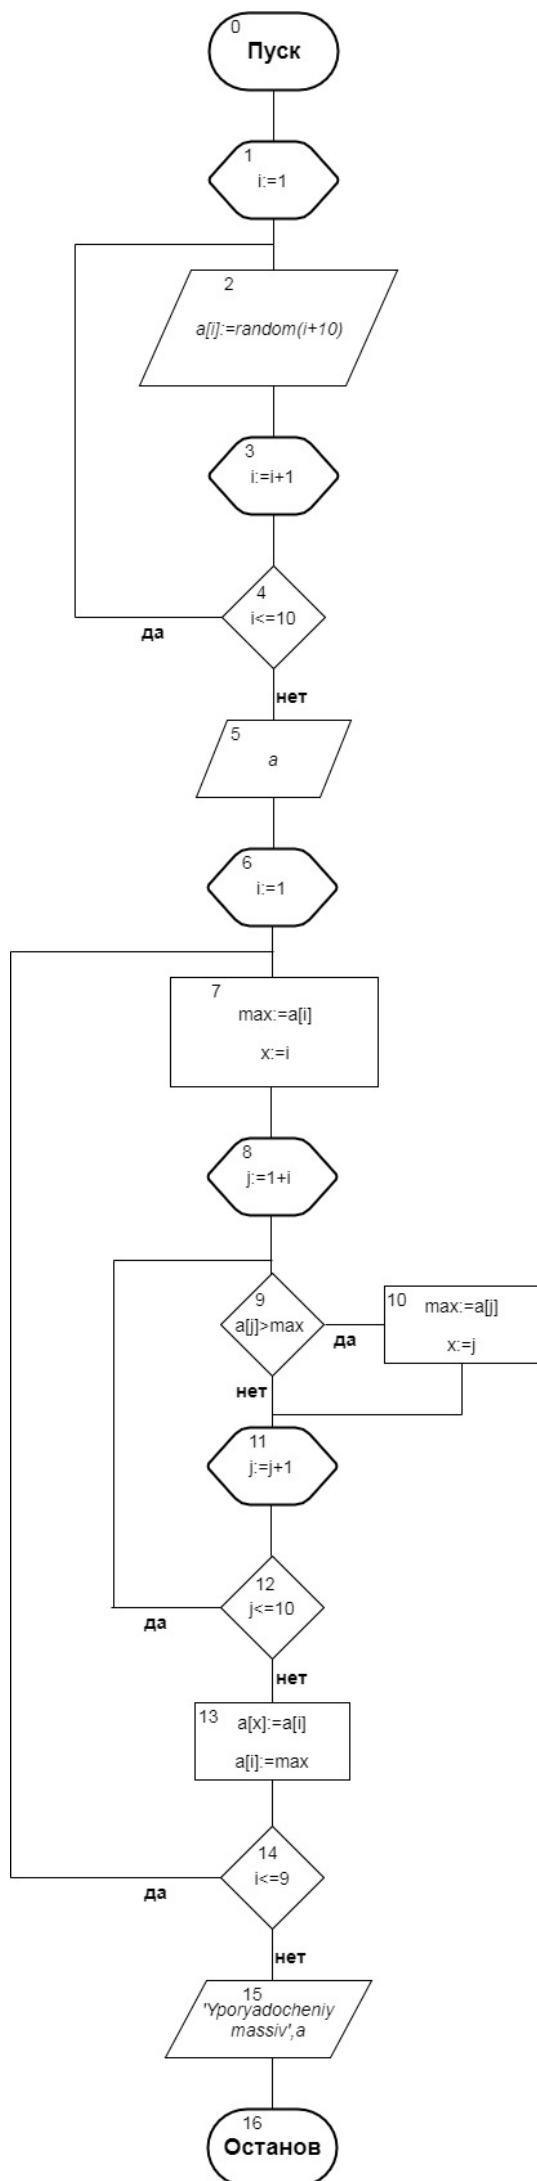 0
Пуск
1
i:=1
2
a[i]:=random(i+10)
3
i:=i+1
4
i<=10
да
нет
5
a
6
i:=1
7
max:=a[i]
x:=i
8
j:=1+i
9
a[j]>max
да
нет
10
max:=a[j]
x:=j
11
j:=j+1
12
j<=10
да
нет
13
a[x]:=a[i]
a[i]:=max
14
i<=9
да
нет
15
'Yporyadocheniy
massiv',a
16
Останов